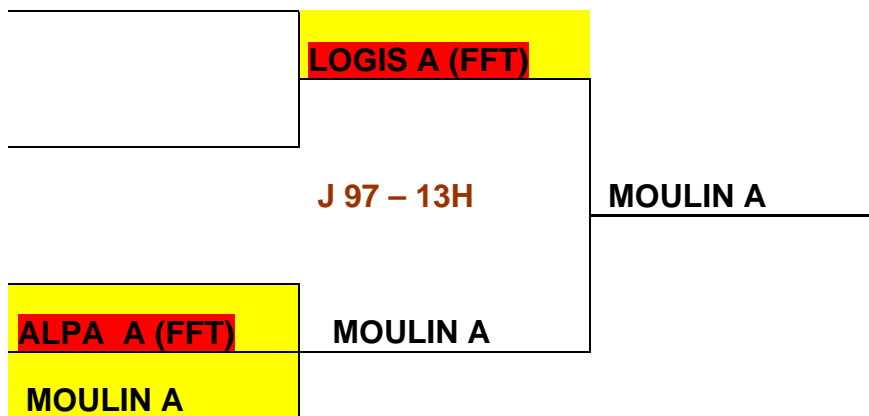 LOGIS A (FFT)
J 97 – 13H
MOULIN A
ALPA A (FFT)
MOULIN A
MOULIN A